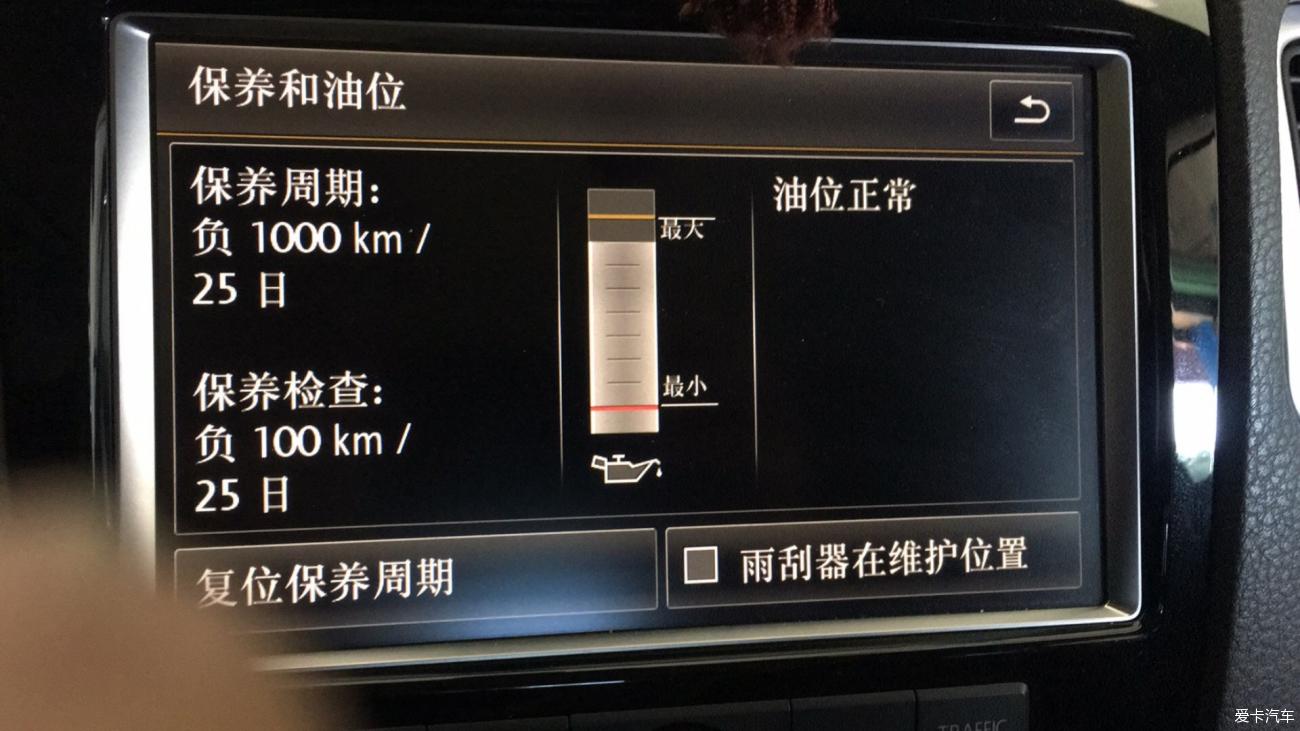 保养和油位
保养周期:
负 1000 km /
25 日
保养检查:
负 100 km /
25 日
最大
最小
油位正常
复位保养周期
雨刮器在维护位置
TRAFFIC
爱卡汽车